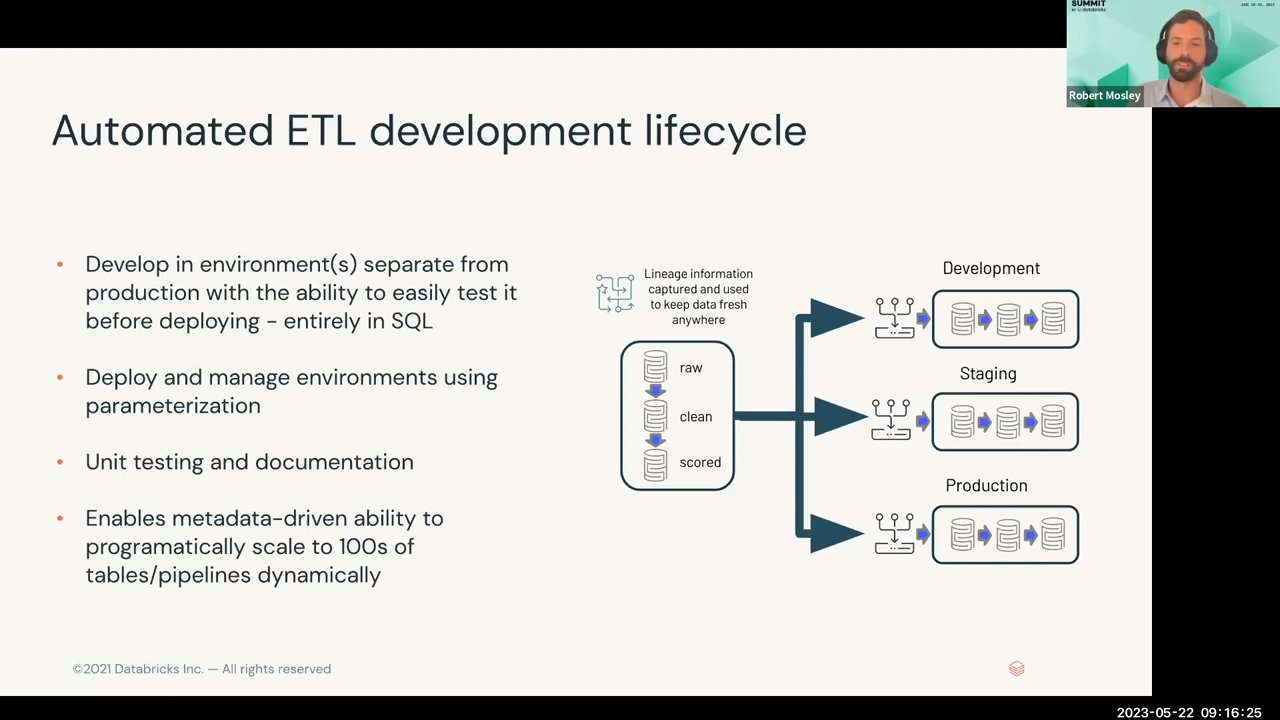 SUMMIT
BY databricks
Robert Mosley
Automated ETL development lifecycle
• Develop in environment(s) separate from
production with the ability to easily test it
before deploying – entirely in SQL
• Deploy and manage environments using
parameterization
• Unit testing and documentation
• Enables metadata-driven ability to
programatically scale to 100s of
tables/pipelines dynamically
Lineage information
captured and used
to keep data fresh
anywhere
raw
clean
scored
Development
Staging
Production
©2021 Databricks Inc. — All rights reserved
2023-05-22 09:16:25